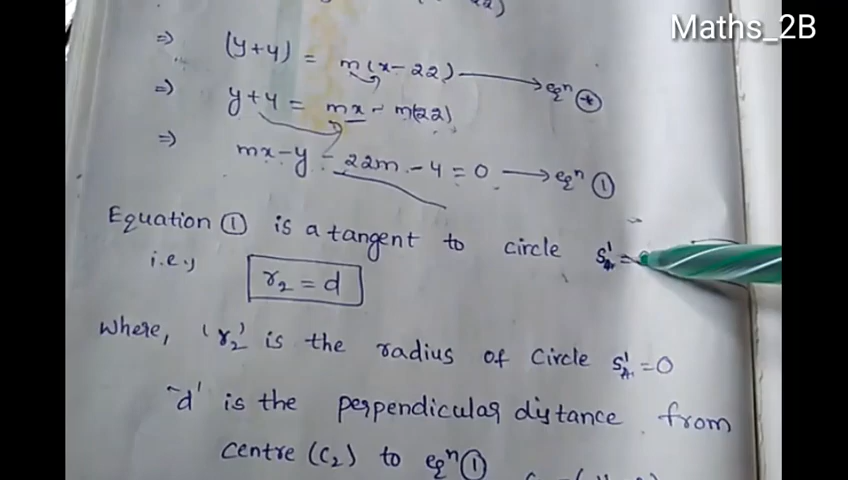 Maths_2B
⇒ (y+4) = m(x-22) → eqⁿ ⊛
⇒ y+4 = mx - m(22)
⇒ mx-y-22m-4=0 → eqⁿ ①
Equation ① is a tangent to circle S' =
i.e., r₂ = d
where, 'r₂' is the radius of circle S' = 0
'd' is the perpendicular distance from
centre (C₂) to eqⁿ ①